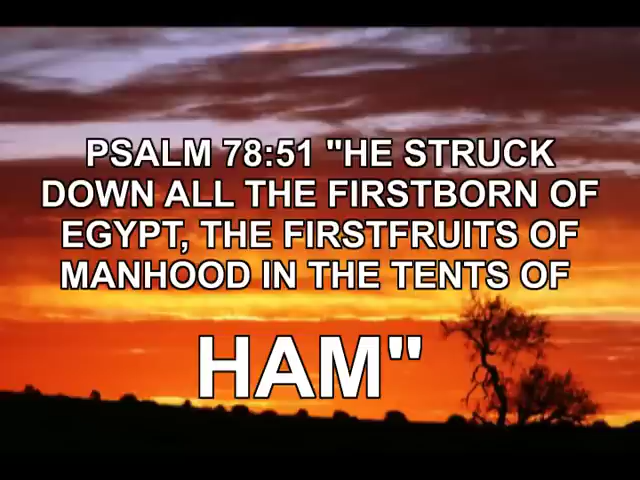 PSALM 78:51 "HE STRUCK
DOWN ALL THE FIRSTBORN OF
EGYPT, THE FIRSTFRUITS OF
MANHOOD IN THE TENTS OF
HAM"